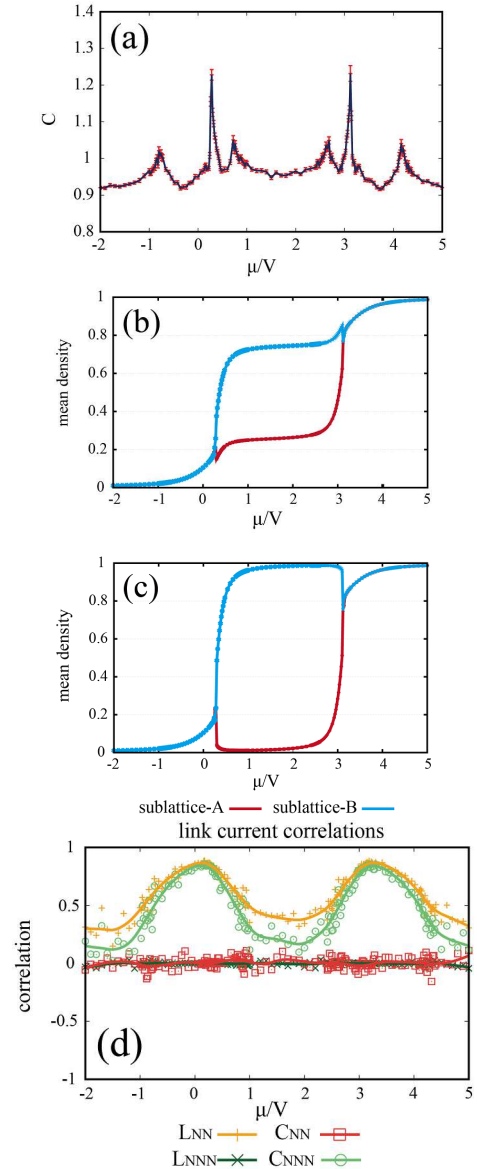 1.4
(a)
1.3
1.2
C
1.1
1
0.9
0.8
-2 -1 0 1 2 3 4 5
μ/V
1
(b)
0.8
mean density
0.6
0.4
0.2
0
-2 -1 0 1 2 3 4 5
μ/V
1
(c)
0.8
mean density
0.6
0.4
0.2
0
-2 -1 0 1 2 3 4 5
μ/V
sublattice-A sublattice-B
link current correlations
1
0.5
correlation
0
-0.5
(d)
-1
-2 -1 0 1 2 3 4 5
μ/V
LNN CNN
LNNN CNNN